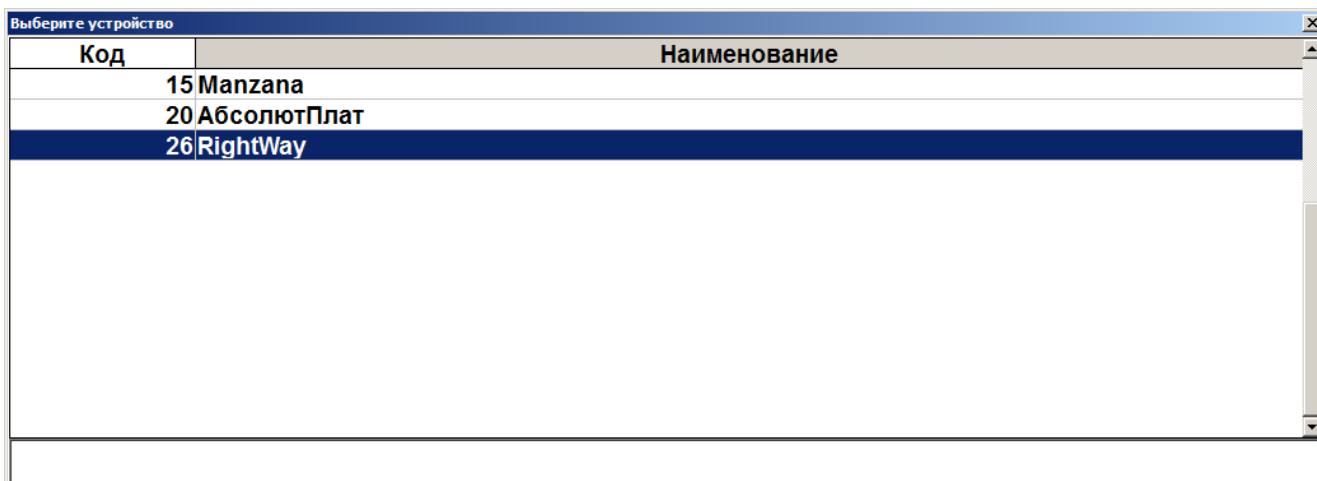 Выберите устройство
Код Наименование
15 Manzana
20 АбсолютПлат
26 RightWay